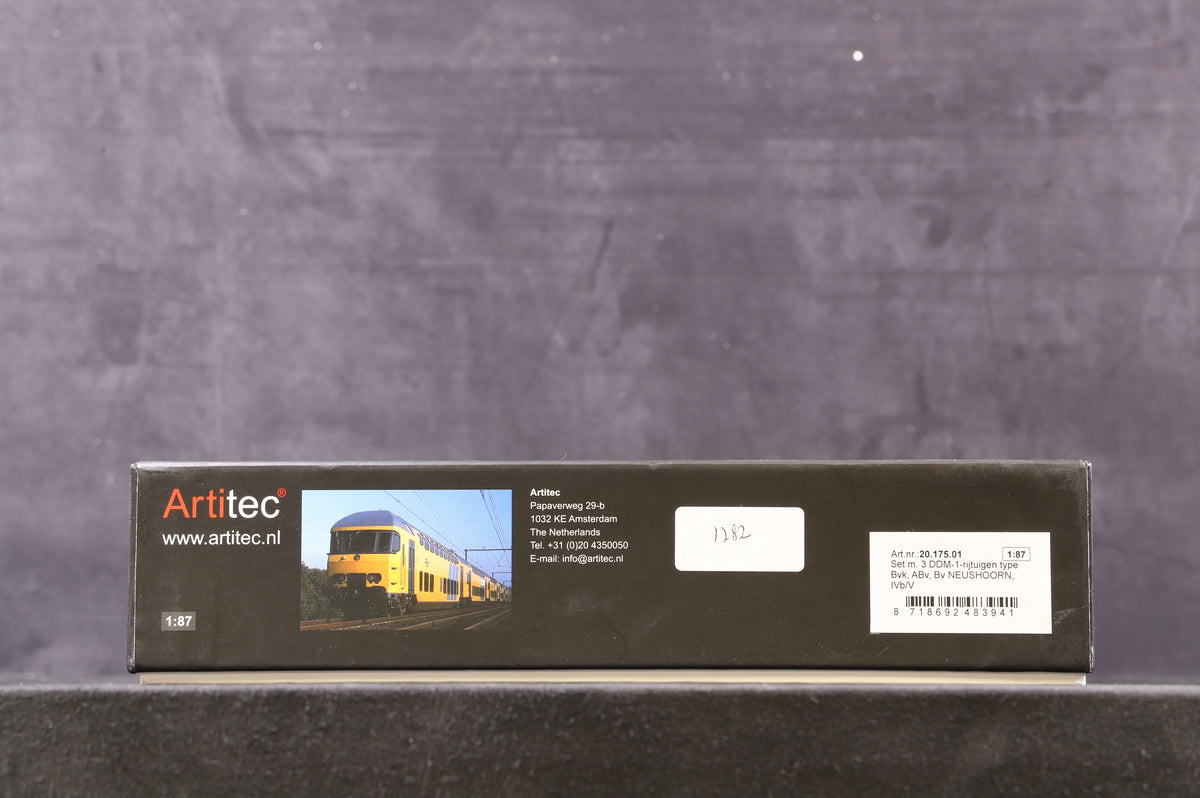 Artitec®
www.artitec.nl
1:87
Artitec
Papaverweg 29-b
1032 KE Amsterdam
The Netherlands
Tel. +31 (0)20 4350050
E-mail: info@artitec.nl
1282
Art.nr.:20.175.01 1:87
Set m. 3 DDM-1-rijtuigen type
Bvk, ABv, Bv NEUSHOORN,
IVb/V
8 718692 483941